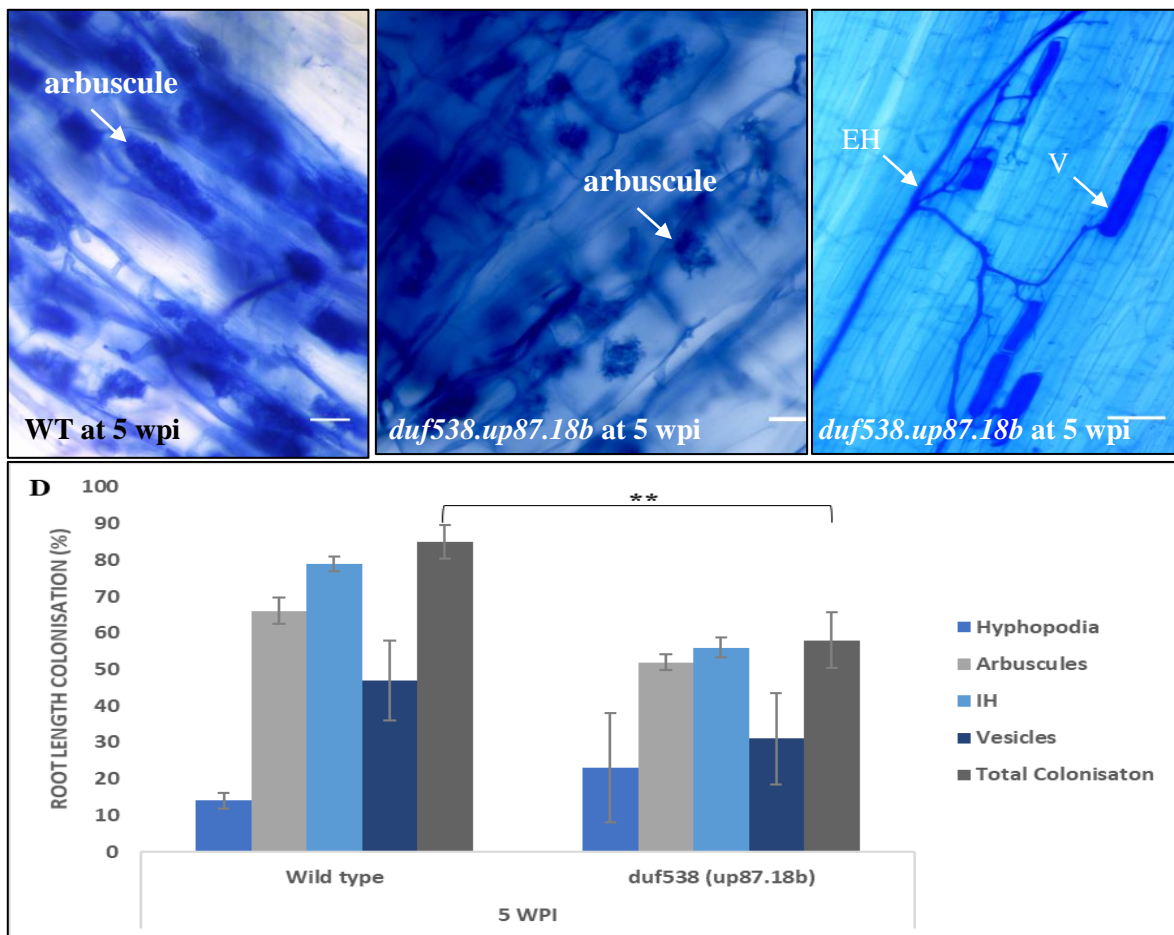 arbuscule
WT at 5 wpi
arbuscule
duf538.up87.18b at 5 wpi
EH
V
duf538.up87.18b at 5 wpi
D
ROOT LENGTH COLONISATION (%)
100
90
80
70
60
50
40
30
20
10
0
**
Wild type
duf538 (up87.18b)
5 WPI
Hyphopodia
Arbuscules
IH
Vesicles
Total Colonisaton